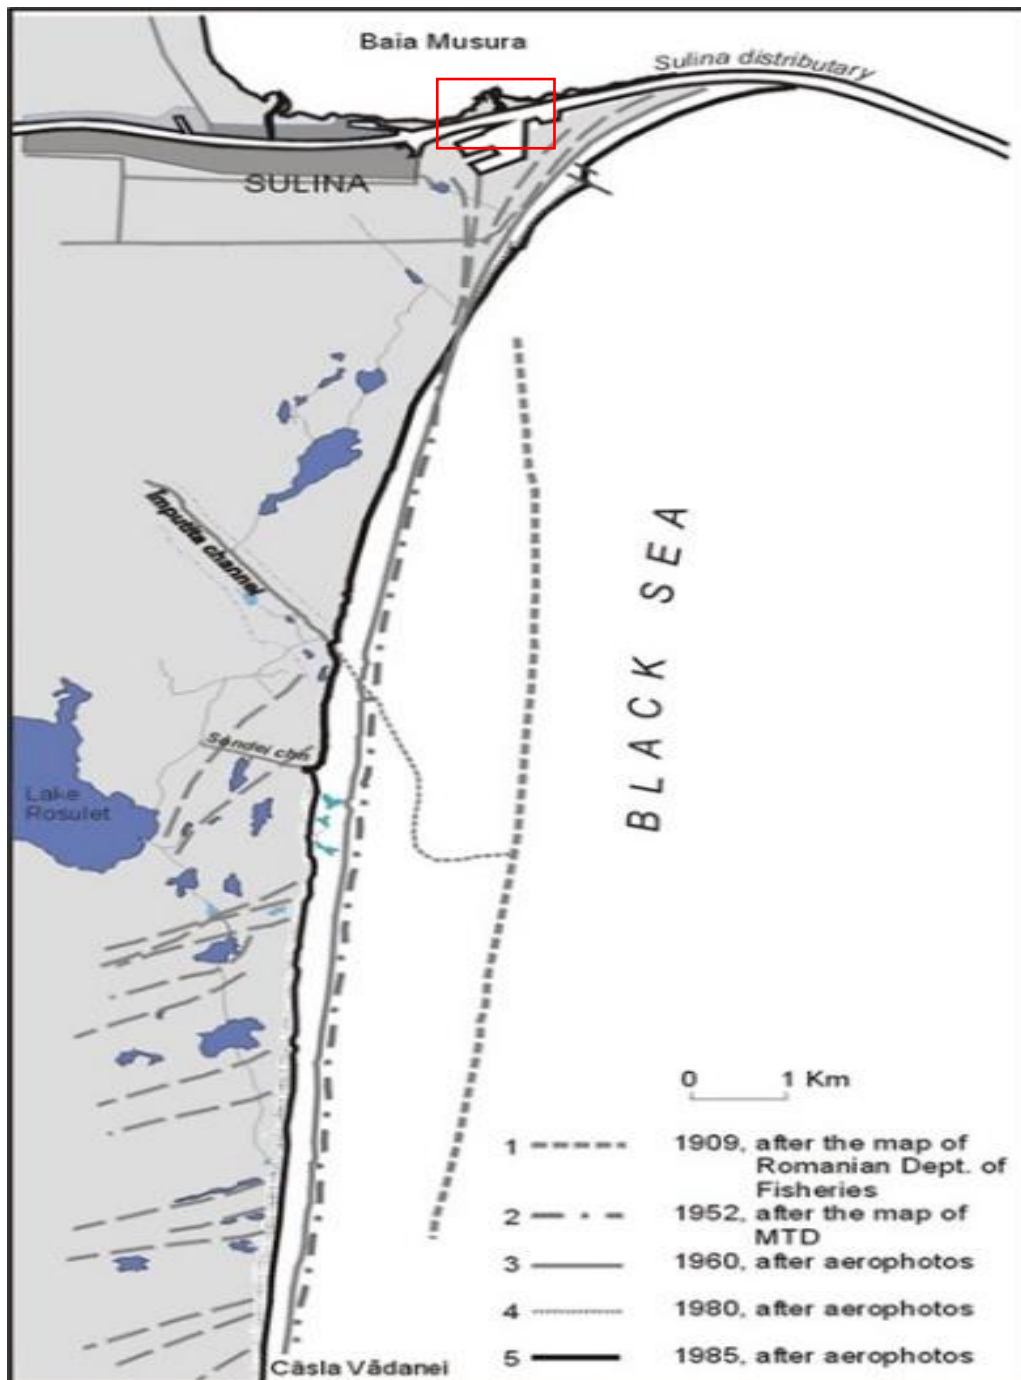 Baia Musura
Sulina distributary
SULINA
Impuțita channel
Sondei chn
Lake
Rosulet
BLACK SEA
0 1 Km
1 1909, after the map of
Romanian Dept. of
Fisheries
2 1952, after the map of
MTD
3 1960, after aerophotos
4 1980, after aerophotos
5 1985, after aerophotos
Câsla Vădanei